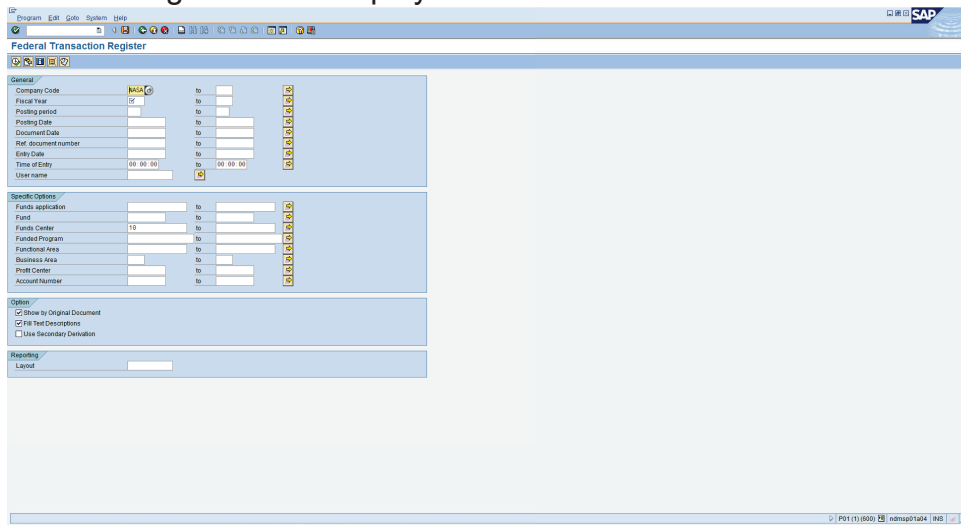 Program Edit Goto System Help
SAP
Federal Transaction Register
General
Company Code NASA to
Fiscal Year to
Posting period to
Posting Date to
Document Date to
Ref. document number to
Entry Date to
Time of Entry 00:00:00 to 00:00:00
User name
Specific Options
Funds application to
Fund to
Funds Center 10 to
Funded Program to
Functional Area to
Business Area to
Profit Center to
Account Number to
Option
Show by Original Document
Fill Text Descriptions
Use Secondary Derivation
Reporting
Layout
P01 (1) (600) ndmsp01a04 INS